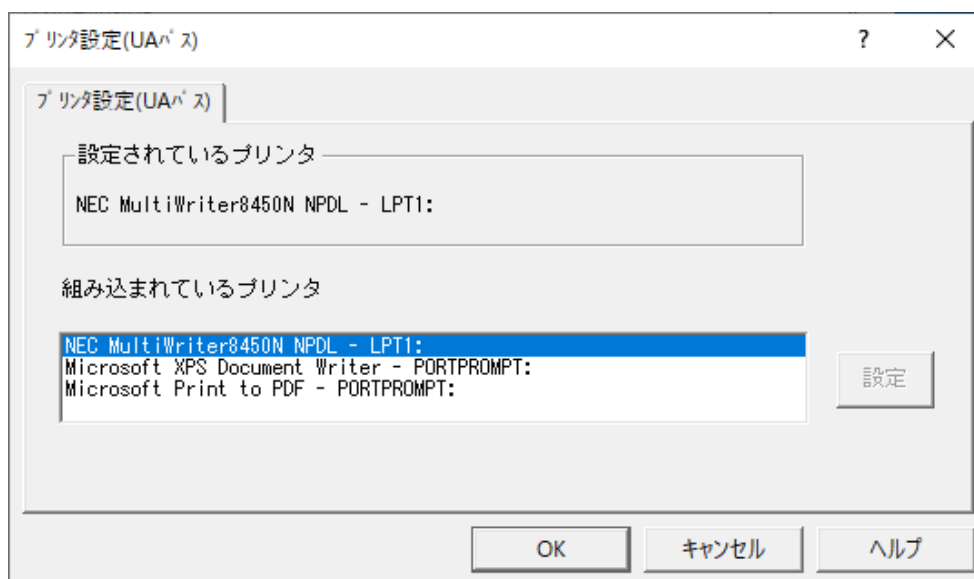 プリンタ設定(UAパス)
?
プリンタ設定(UAパス)
設定されているプリンタ
NEC MultiWriter8450N NPDL - LPT1:
組み込まれているプリンタ
NEC MultiWriter8450N NPDL - LPT1:
Microsoft XPS Document Writer - PORTPROMPT:
Microsoft Print to PDF - PORTPROMPT:
設定
OK
キャンセル
ヘルプ